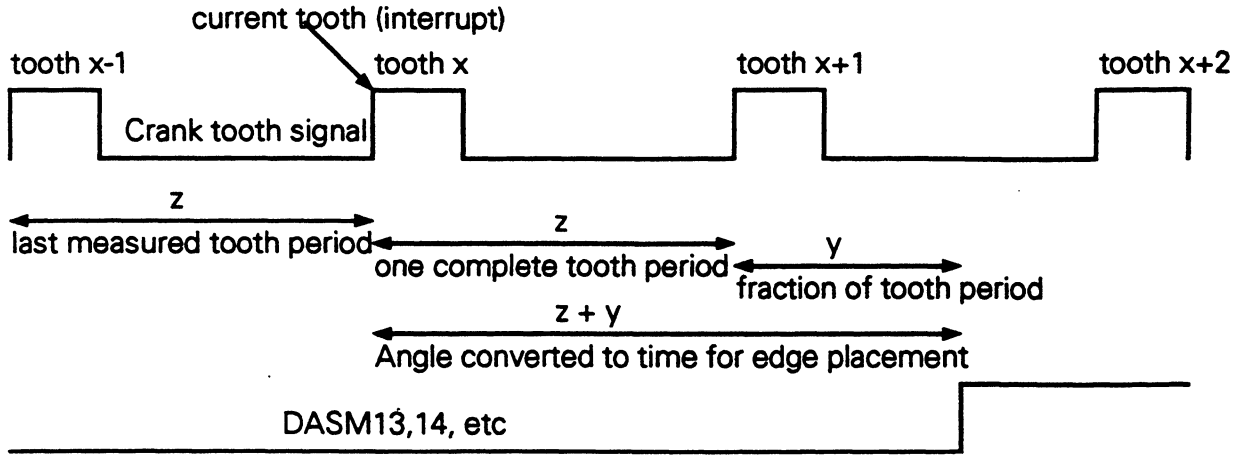 current tooth (interrupt)
tooth x-1
tooth x
tooth x+1
tooth x+2
Crank tooth signal
z
last measured tooth period
z
one complete tooth period
y
fraction of tooth period
z + y
Angle converted to time for edge placement
DASM13,14, etc